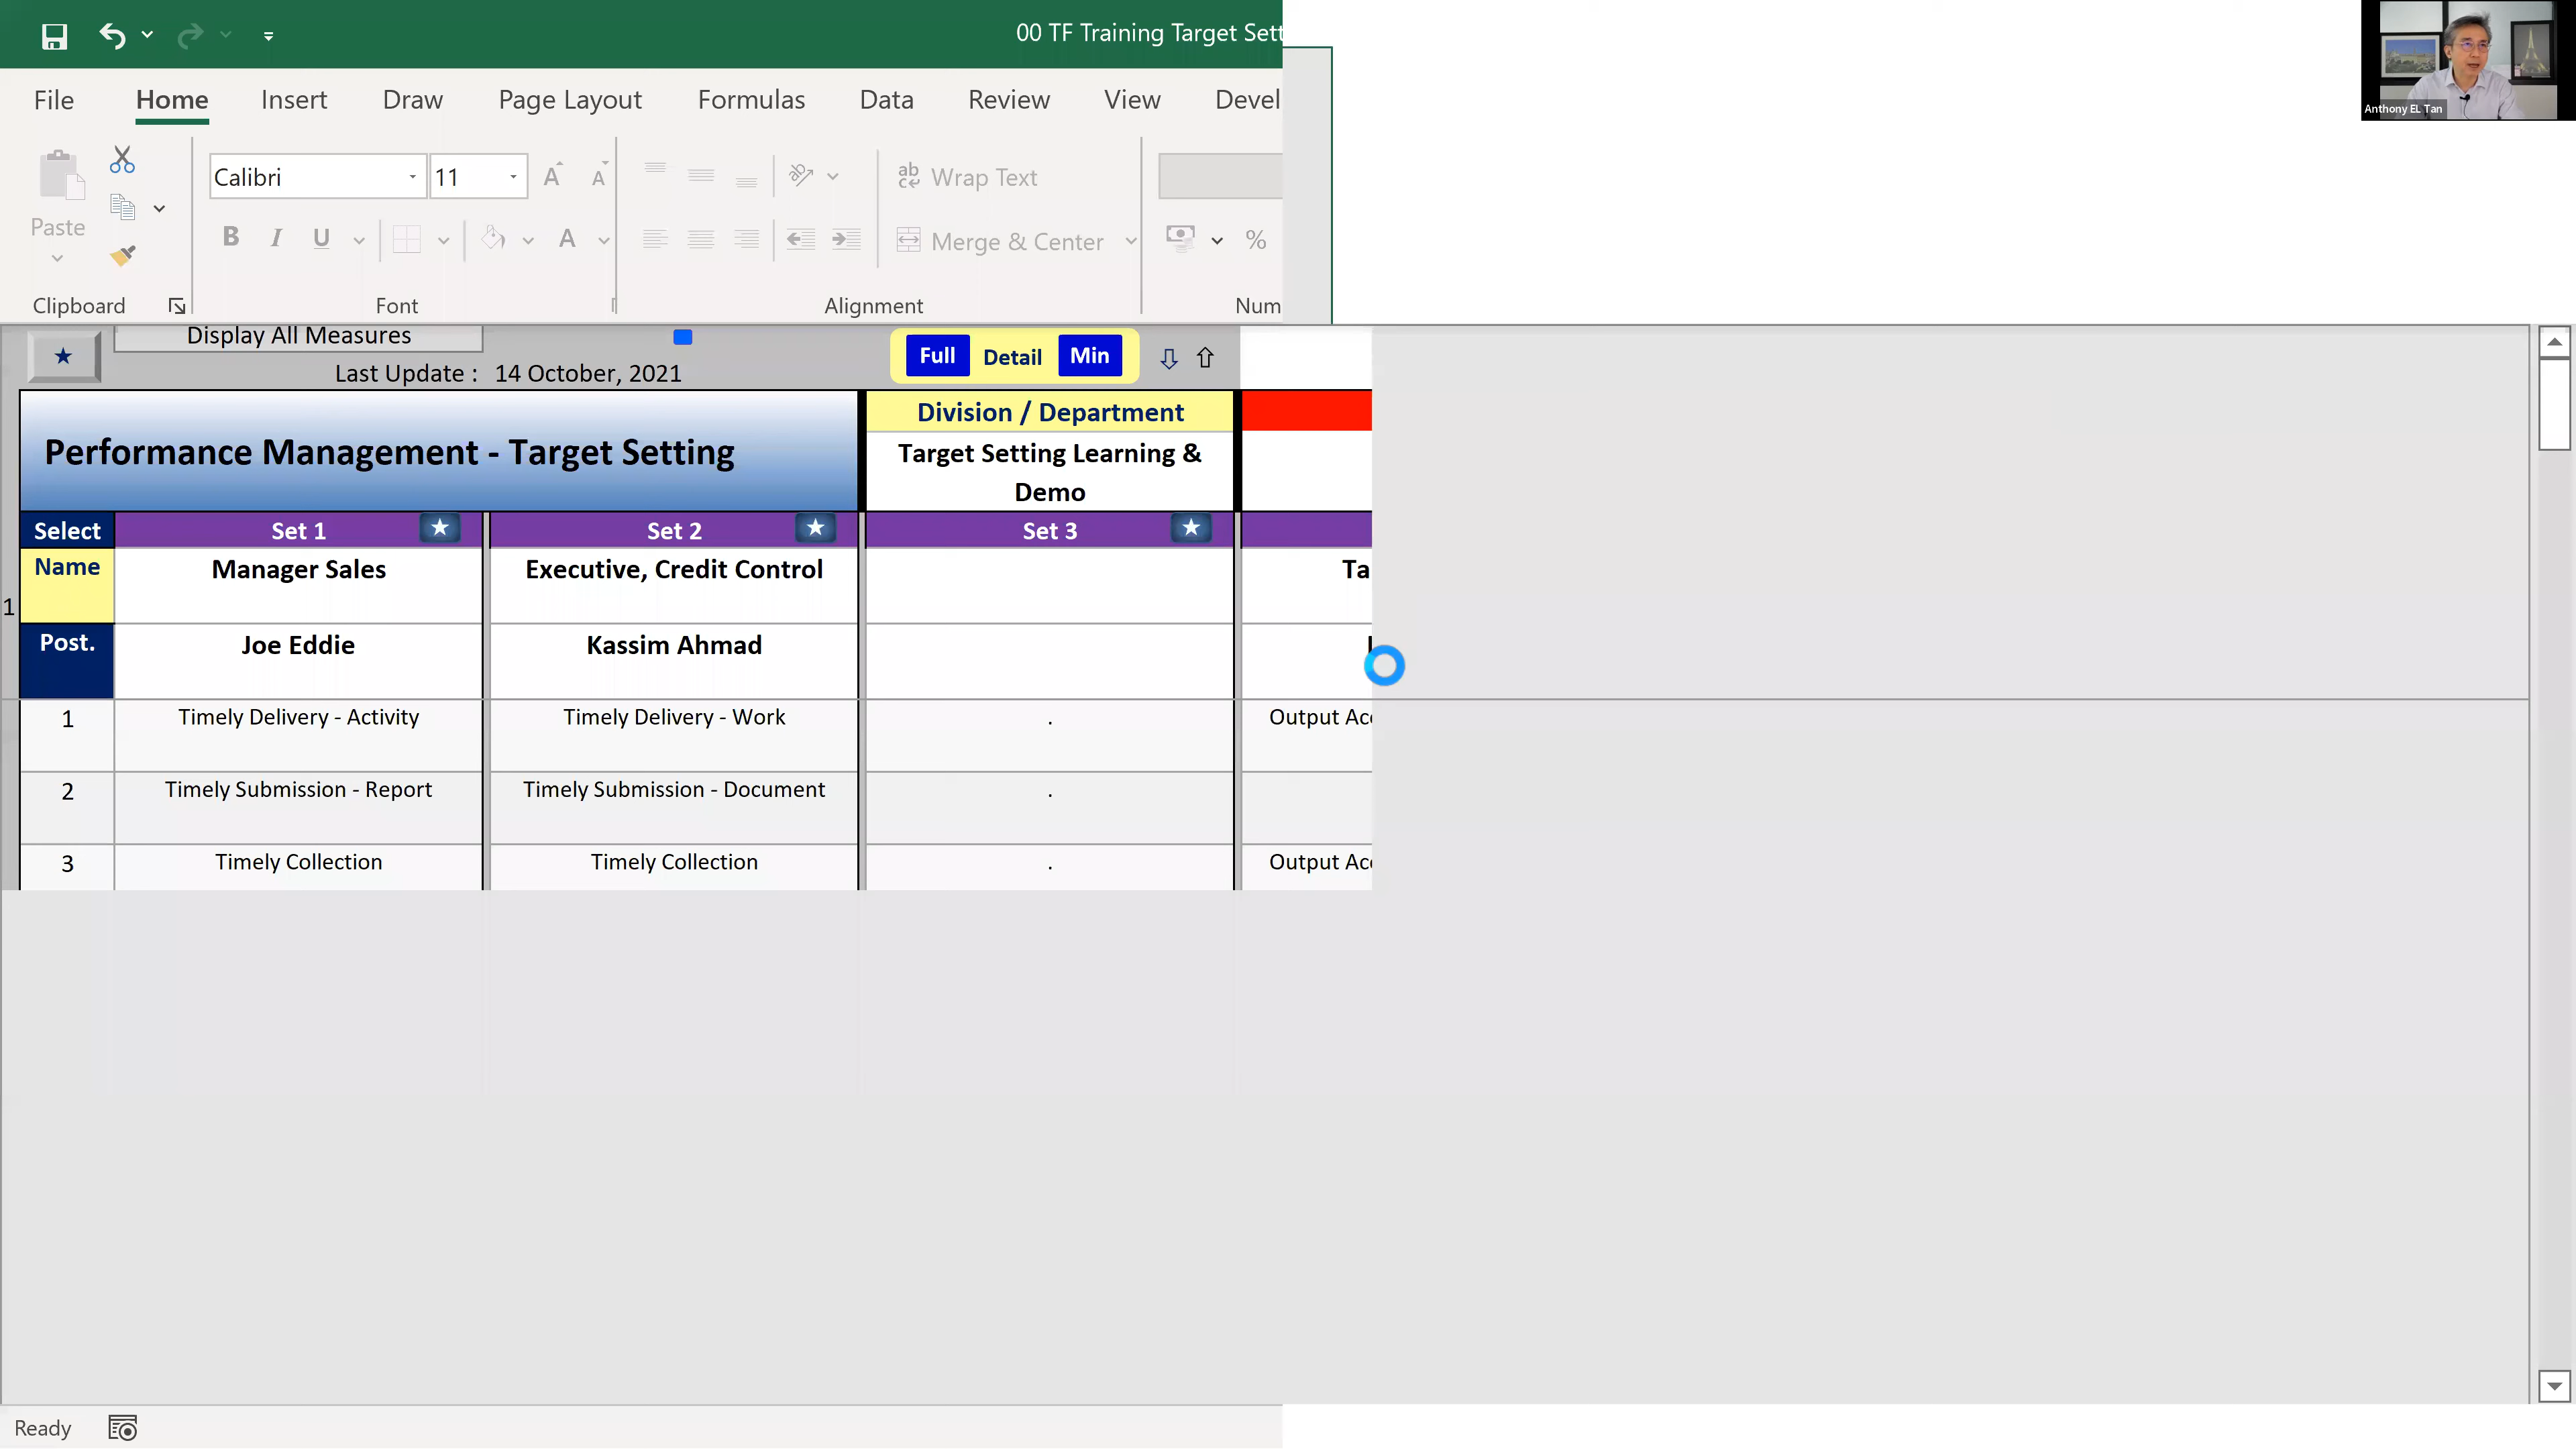 00 TF Training Target Sett
Anthony EL Tan
File Home Insert Draw Page Layout Formulas Data Review View Devel
Calibri 11 A A ab Wrap Text
Paste B I U A Merge & Center %
Clipboard Font Alignment Num
Display All Measures
Full Detail Min
Last Update : 14 October, 2021
Performance Management - Target Setting
Division / Department
Target Setting Learning &
Demo
Select Set 1 Set 2 Set 3
Name Manager Sales Executive, Credit Control Ta
1
Post. Joe Eddie Kassim Ahmad
1 Timely Delivery - Activity Timely Delivery - Work . Output Acc
2 Timely Submission - Report Timely Submission - Document .
3 Timely Collection Timely Collection . Output Acc
Ready